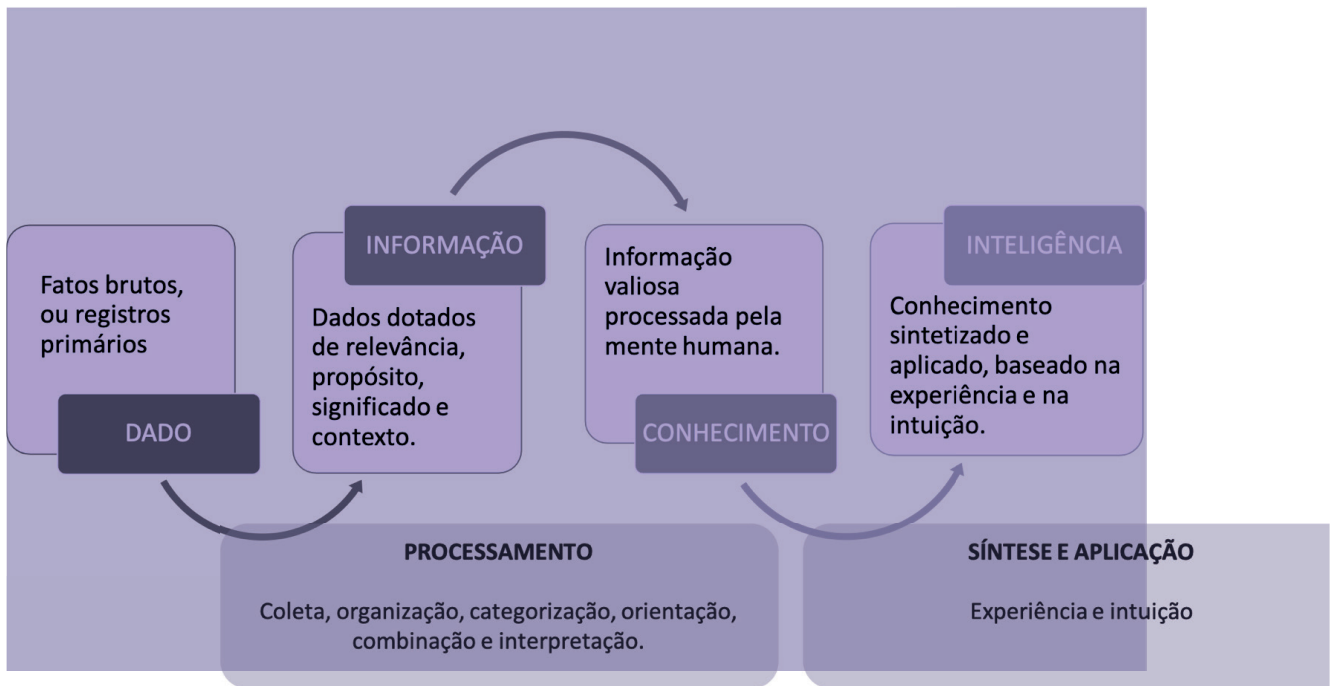 Fatos brutos,
ou registros
primários
DADO
INFORMAÇÃO
Dados dotados
de relevância,
propósito,
significado e
contexto.
Informação
valiosa
processada pela
mente humana.
CONHECIMENTO
INTELIGÊNCIA
Conhecimento
sintetizado e
aplicado, baseado na
experiência e na
intuição.
PROCESSAMENTO
Coleta, organização, categorização, orientação,
combinação e interpretação.
SÍNTESE E APLICAÇÃO
Experiência e intuição